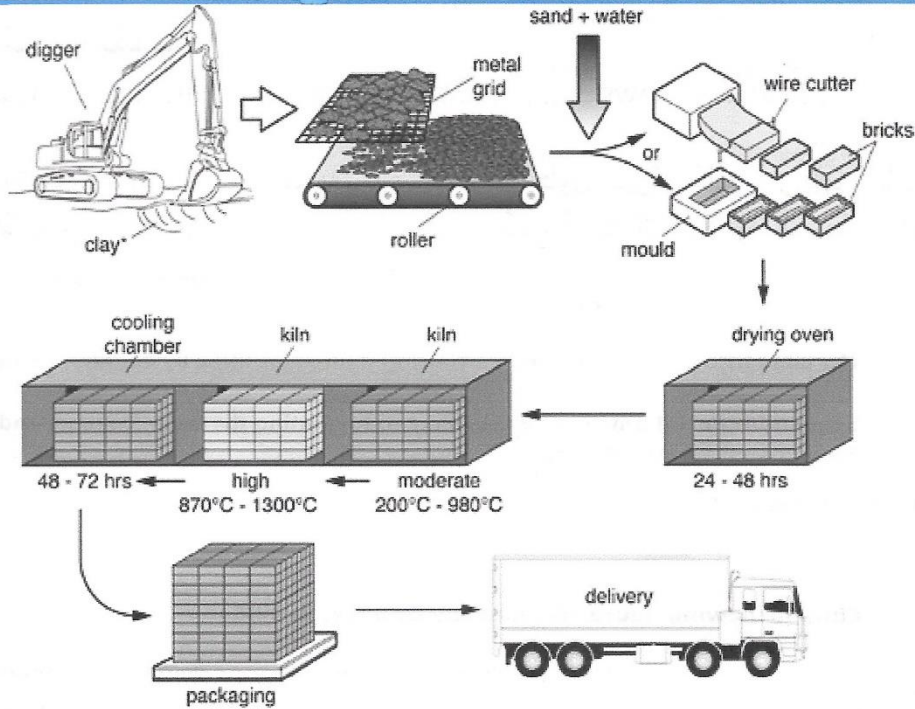 sand + water
digger
metal
grid
wire cutter
bricks
or
clay*
roller
mould
cooling
chamber
kiln
kiln
drying oven
48 - 72 hrs
high
870°C - 1300°C
moderate
200°C - 980°C
24 - 48 hrs
delivery
packaging